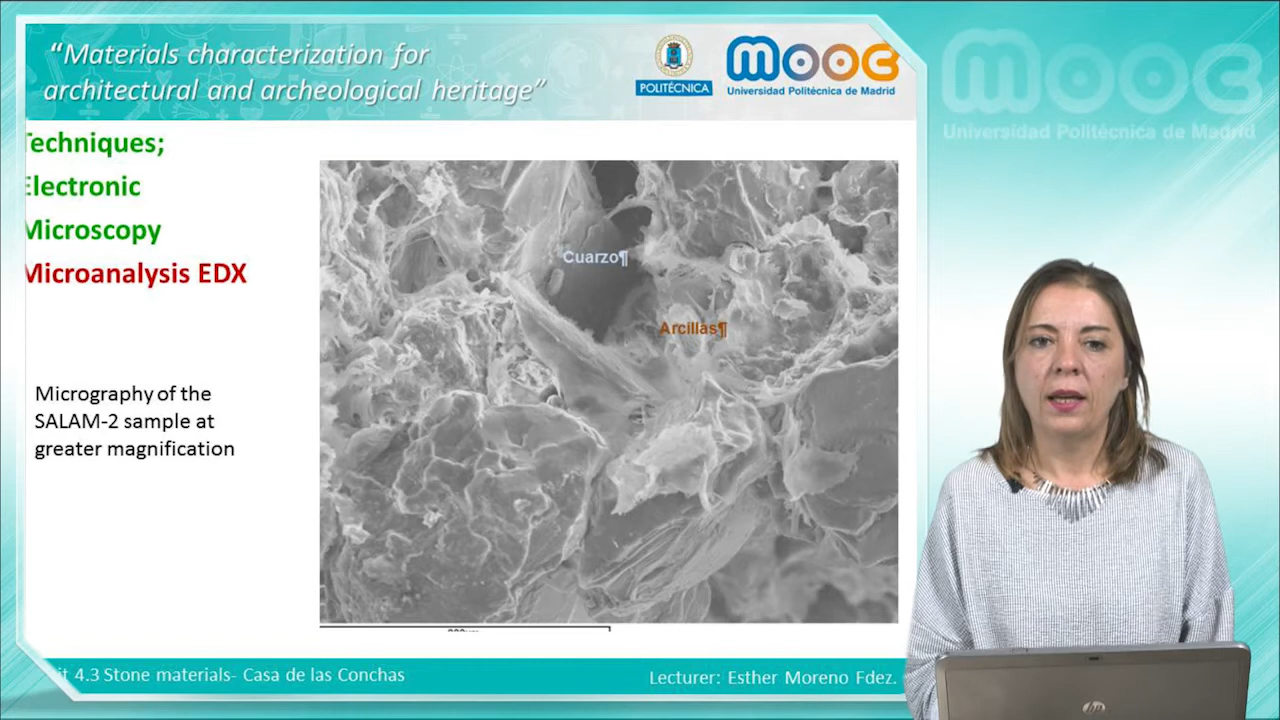 “Materials characterization for
architectural and archeological heritage”
POLITÉCNICA
MOOC
Universidad Politécnica de Madrid
MOOC
Universidad Politécnica de Madrid
Techniques;
Electronic
Microscopy
Microanalysis EDX
Cuarzo¶
Arcillas¶
Micrography of the
SALAM-2 sample at
greater magnification
4.3 Stone materials- Casa de las Conchas
Lecturer: Esther Moreno Fdez.
hp